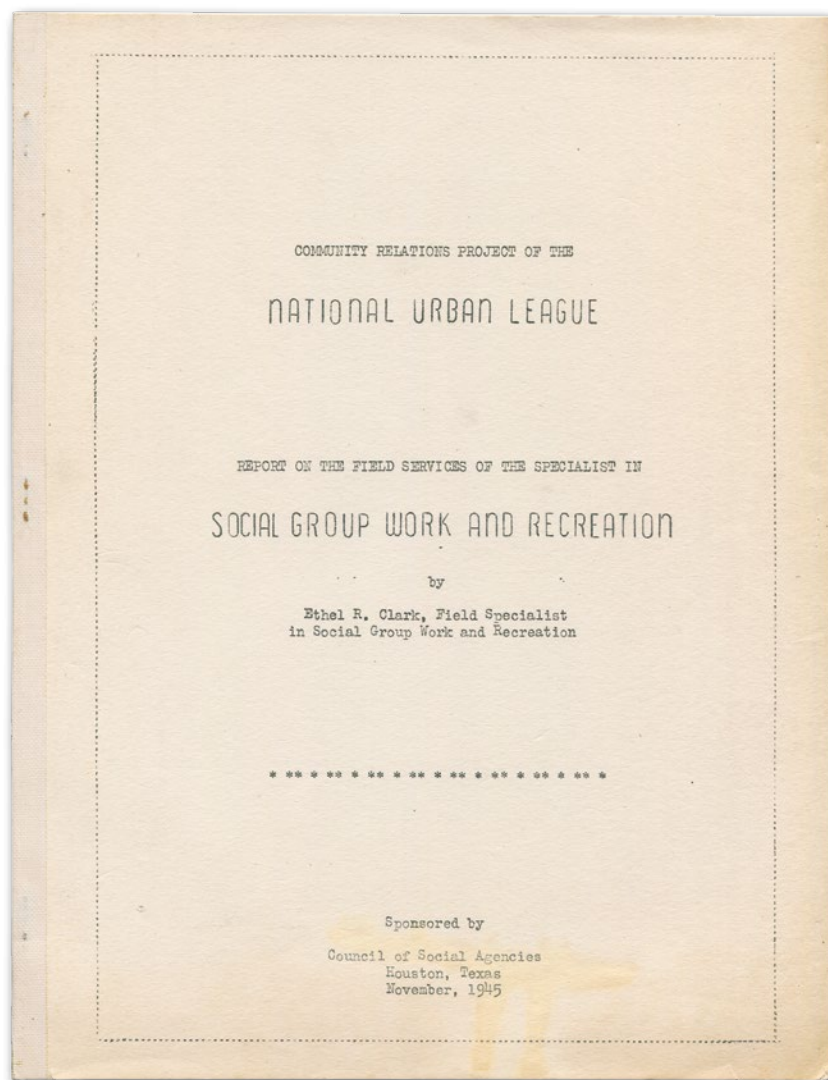 COMMUNITY RELATIONS PROJECT OF THE
NATIONAL URBAN LEAGUE
REPORT ON THE FIELD SERVICES OF THE SPECIALIST IN
SOCIAL GROUP WORK AND RECREATION
by
Ethel R. Clark, Field Specialist
in Social Group Work and Recreation
* ** * ** * ** * ** * ** * ** * ** * ** *
Sponsored by
Council of Social Agencies
Houston, Texas
November, 1945